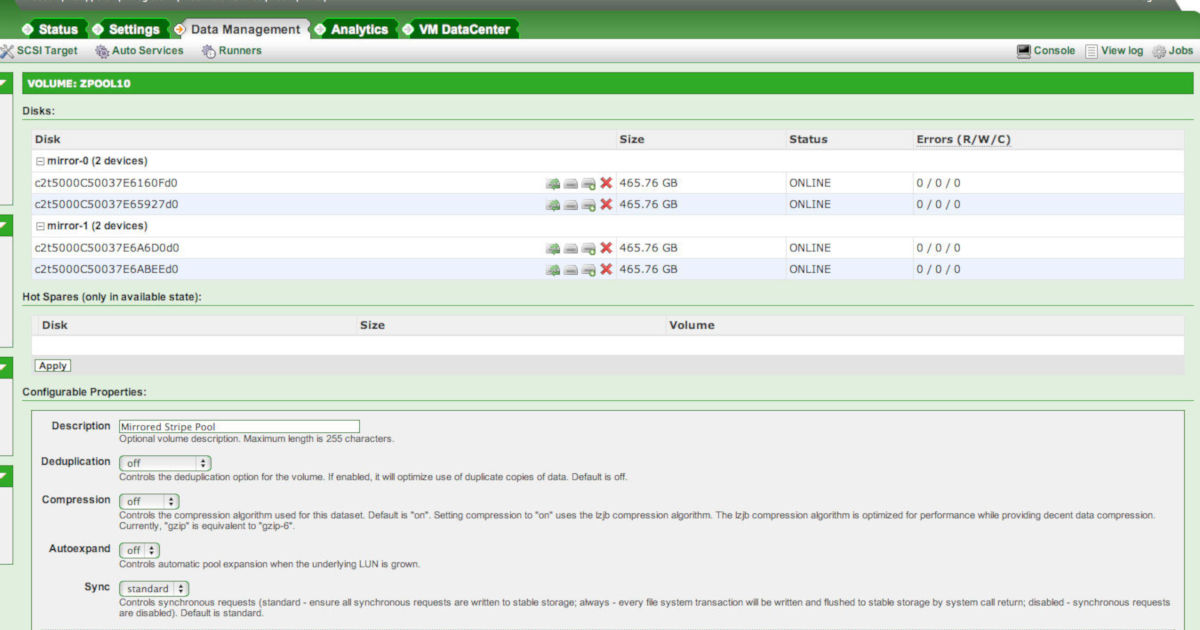 Status
Settings
Data Management
Analytics
VM DataCenter
SCSI Target
Auto Services
Runners
Console
View log
Jobs
VOLUME: ZPOOL10
Disks:
Disk Size Status Errors (R/W/C)
mirror-0 (2 devices)
c2t5000C50037E6160Fd0 465.76 GB ONLINE 0 / 0 / 0
c2t5000C50037E65927d0 465.76 GB ONLINE 0 / 0 / 0
mirror-1 (2 devices)
c2t5000C50037E6A6D0d0 465.76 GB ONLINE 0 / 0 / 0
c2t5000C50037E6ABEEd0 465.76 GB ONLINE 0 / 0 / 0
Hot Spares (only in available state):
Disk Size Volume
Apply
Configurable Properties:
Description Mirrored Stripe Pool
Optional volume description. Maximum length is 255 characters.
Deduplication off
Controls the deduplication option for the volume. If enabled, it will optimize use of duplicate copies of data. Default is off.
Compression off
Controls the compression algorithm used for this dataset. Default is "on". Setting compression to "on" uses the lzjb compression algorithm. The lzjb compression algorithm is optimized for performance while providing decent data compression.
Currently, "gzip" is equivalent to "gzip-6".
Autoexpand off
Controls automatic pool expansion when the underlying LUN is grown.
Sync standard
Controls synchronous requests (standard - ensure all synchronous requests are written to stable storage; always - every file system transaction will be written and flushed to stable storage by system call return; disabled - synchronous requests
are disabled). Default is standard.